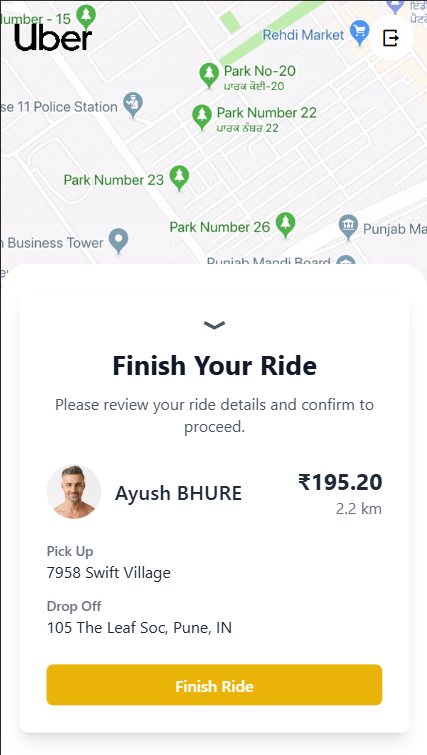 umber - 15
Uber
Rehdi Market
Park No-20
ਪਾਰਕ ਕੋਈ-20
se 11 Police Station
Park Number 22
ਪਾਰਕ ਨੰਬਰ 22
Park Number 23
Park Number 26
Punjab Ma
n Business Tower
Punjab Mandi Board
Finish Your Ride
Please review your ride details and confirm to
proceed.
Ayush BHURE
₹195.20
2.2 km
Pick Up
7958 Swift Village
Drop Off
105 The Leaf Soc, Pune, IN
Finish Ride